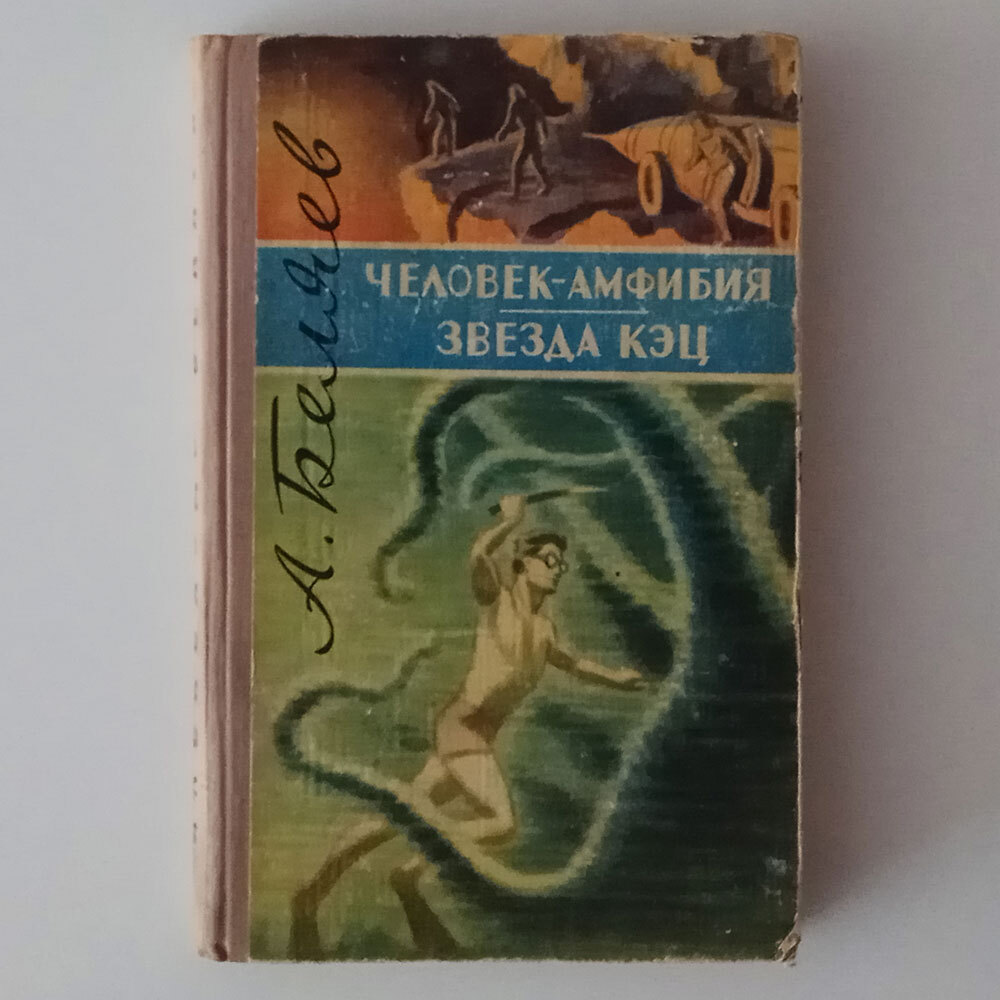 А. Беляев
ЧЕЛОВЕК-АМФИБИЯ
ЗВЕЗДА КЭЦ